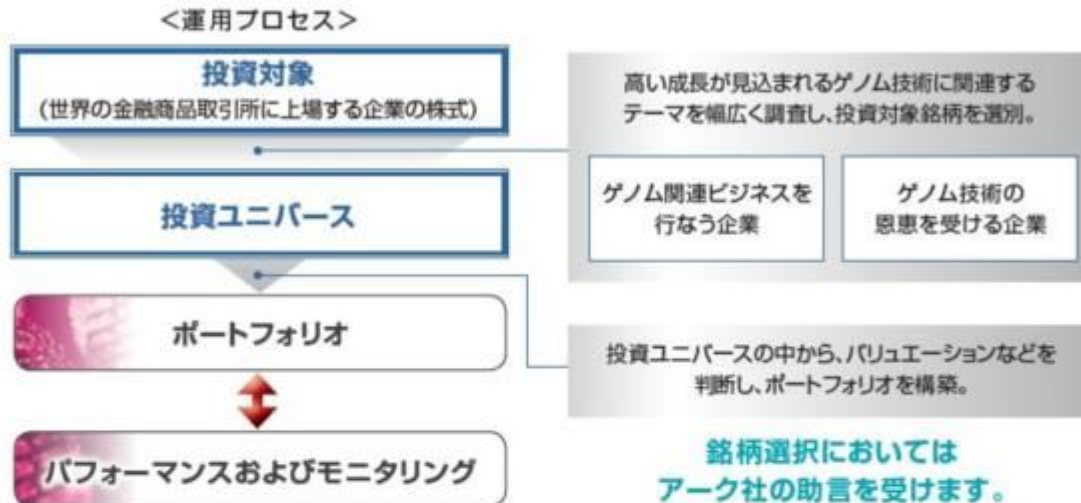 ＜運用プロセス＞
投資対象
(世界の金融商品取引所に上場する企業の株式)
投資ユニバース
ポートフォリオ
パフォーマンスおよびモニタリング
高い成長が見込まれるゲノム技術に関連する
テーマを幅広く調査し、投資対象銘柄を選別。
ゲノム関連ビジネスを
行なう企業
ゲノム技術の
恩恵を受ける企業
投資ユニバースの中から、バリュエーションなどを
判断し、ポートフォリオを構築。
銘柄選択においては
アーク社の助言を受けます。